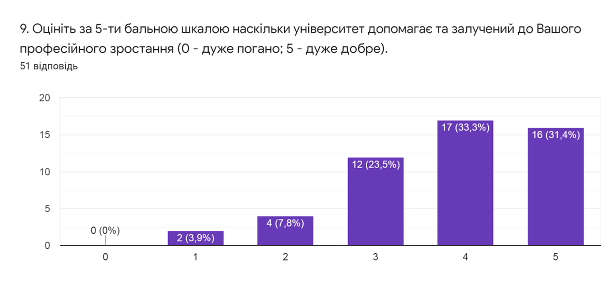 9. Оцініть за 5-ти бальною шкалою наскільки університет допомагає та залучений до Вашого
професійного зростання (0 - дуже погано; 5 - дуже добре).
51 відповідь
20
15
10
5
0
0 (0%)
2 (3,9%)
4 (7,8%)
12 (23,5%)
17 (33,3%)
16 (31,4%)
0 1 2 3 4 5